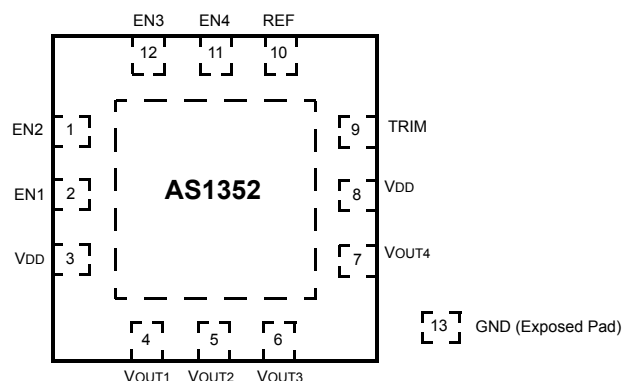 EN3 EN4 REF
12 11 10
EN2 1 9 TRIM
AS1352
EN1 2 8 VDD
VDD 3 7 VOUT4
4 5 6 13 GND (Exposed Pad)
VOUT1 VOUT2 VOUT3